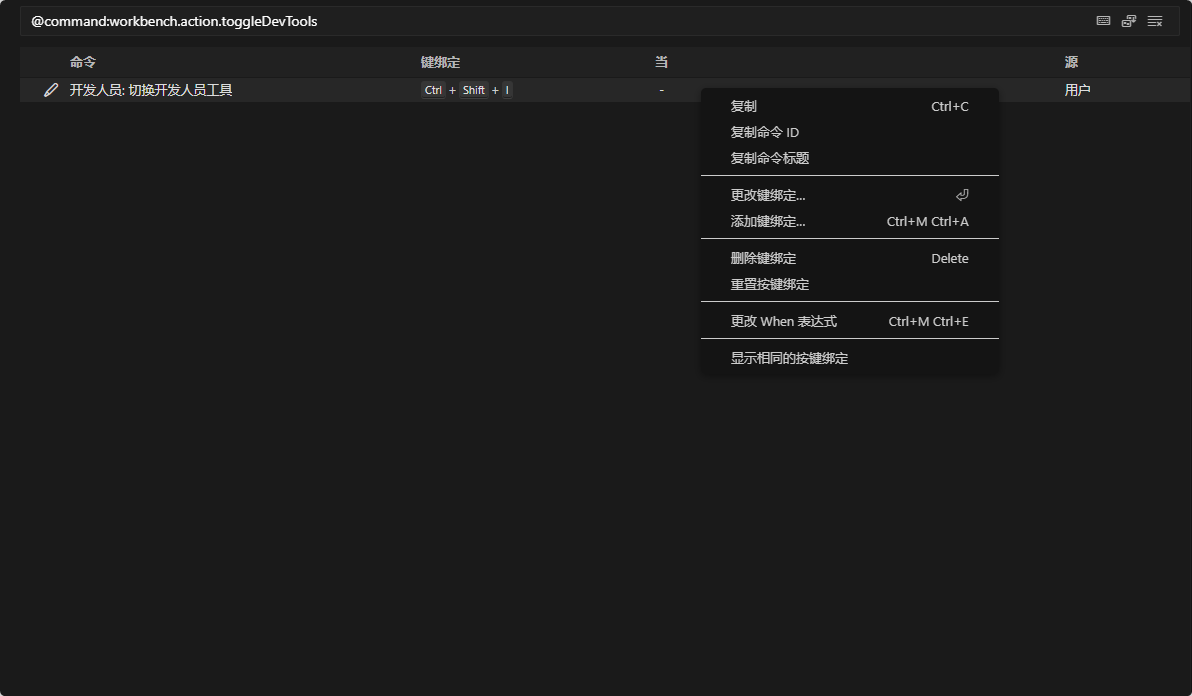 @command:workbench.action.toggleDevTools
命令 键绑定 当 源
开发人员: 切换开发人员工具 Ctrl + Shift + I - 用户
复制 Ctrl+C
复制命令 ID
复制命令标题
更改键绑定...
添加键绑定... Ctrl+M Ctrl+A
删除键绑定 Delete
重置按键绑定
更改 When 表达式 Ctrl+M Ctrl+E
显示相同的按键绑定